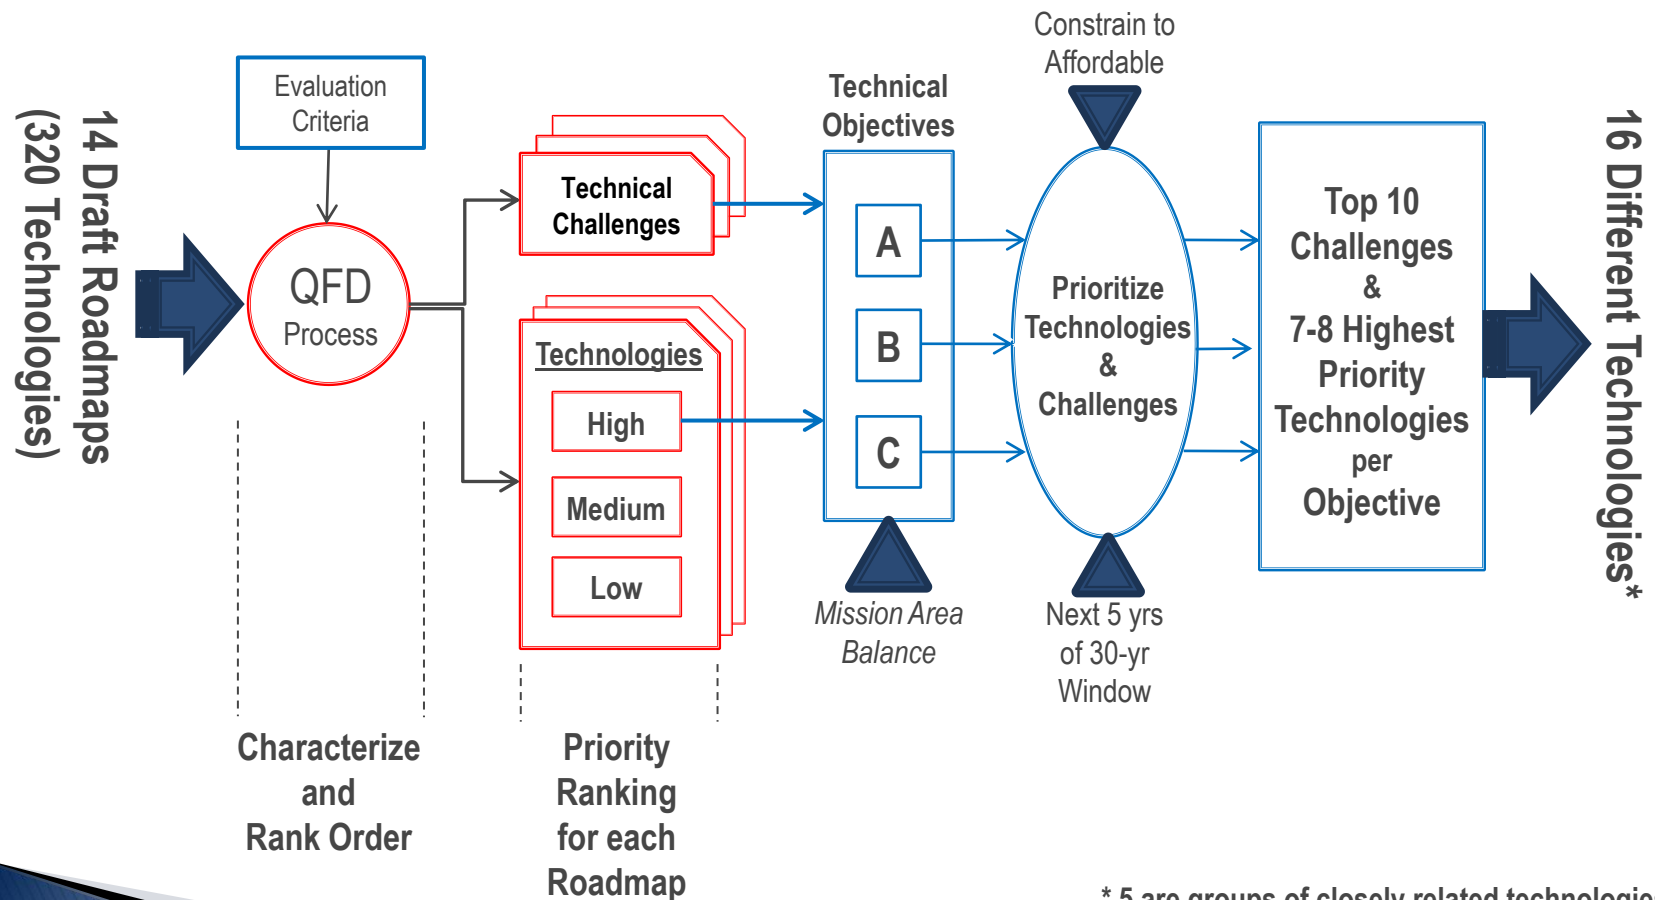 14 Draft Roadmaps
(320 Technologies)
Evaluation
Criteria
QFD
Process
Characterize
and
Rank Order
Technical
Challenges
Technologies
High
Medium
Low
Priority
Ranking
for each
Roadmap
Technical
Objectives
A
B
C
Mission Area
Balance
Constrain to
Affordable
Prioritize
Technologies
&
Challenges
Next 5 yrs
of 30-yr
Window
Top 10
Challenges
&
7-8 Highest
Priority
Technologies
per
Objective
16 Different Technologies*
* 5 are groups of closely related technologies